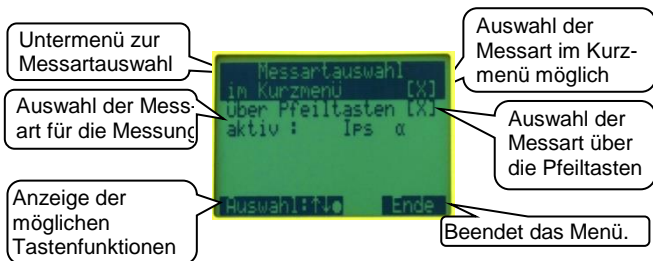 Untermenü zur
Messartauswahl
Auswahl der Mess-
art für die Messung
Anzeige der
möglichen
Tastenfunktionen
Messartauswahl
im Kurzmenü [X]
Über Pfeiltasten [X]
aktiv : Ips α
Auswahl:↑↓● Ende
Auswahl der
Messart im Kurz-
menü möglich
Auswahl der
Messart über
die Pfeiltasten
Beendet das Menü.